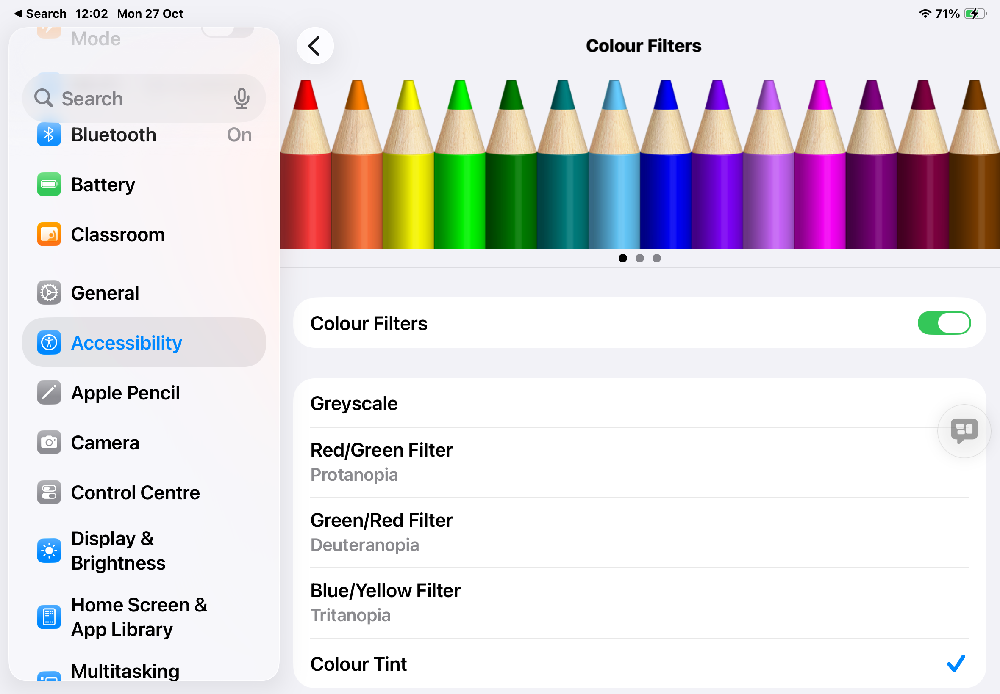 Search 12:02 Mon 27 Oct
71%
Mode
Search
Bluetooth On
Battery
Classroom
General
Accessibility
Apple Pencil
Camera
Control Centre
Display &
Brightness
Home Screen &
App Library
Multitasking
Colour Filters
Colour Filters
Greyscale
Red/Green Filter
Protanopia
Green/Red Filter
Deuteranopia
Blue/Yellow Filter
Tritanopia
Colour Tint